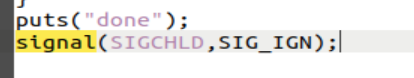 }
puts("done");
signal(SIGCHLD,SIG_IGN);